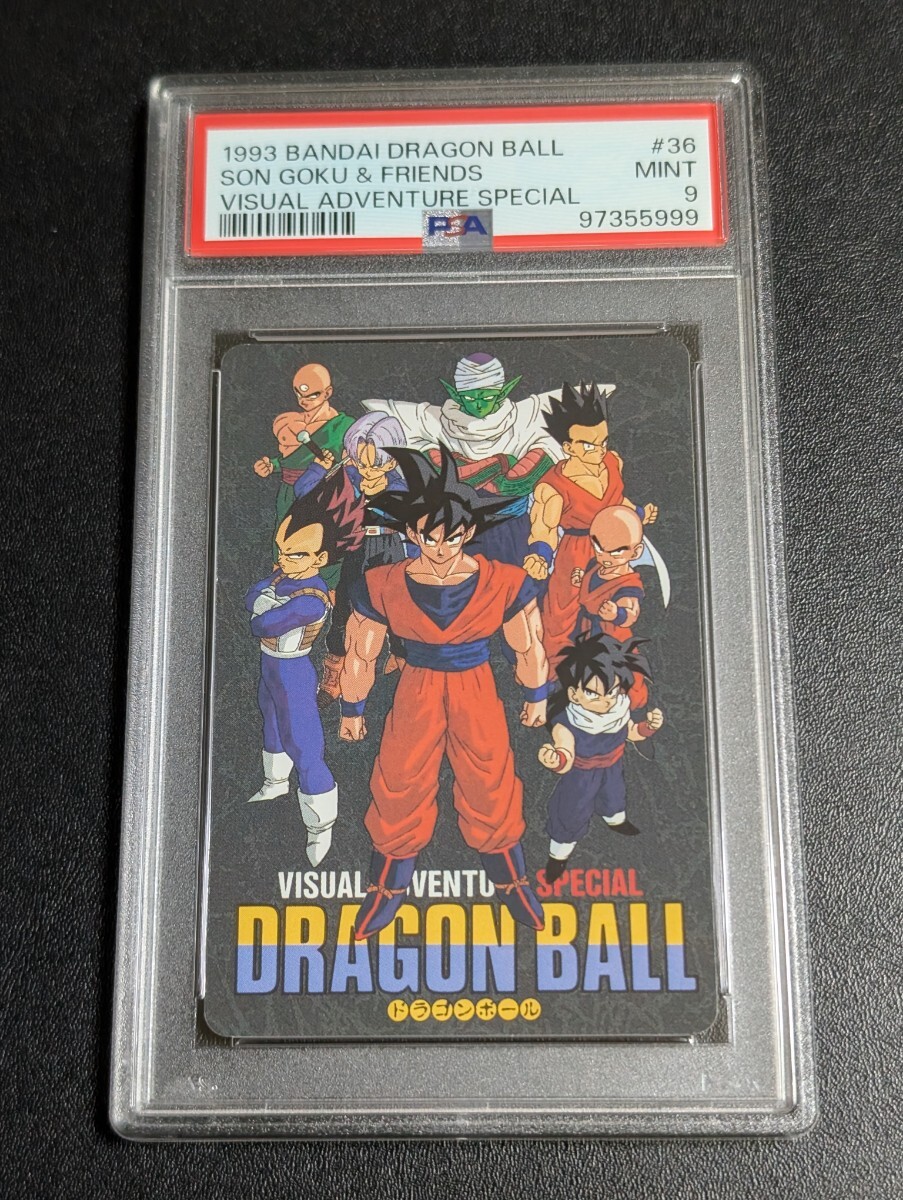 1993 BANDAI DRAGON BALL #36
SON GOKU & FRIENDS MINT
VISUAL ADVENTURE SPECIAL 9
PSA 97355999
VISUAL VENTU SPECIAL
DRAGON BALL
ドラゴンボール